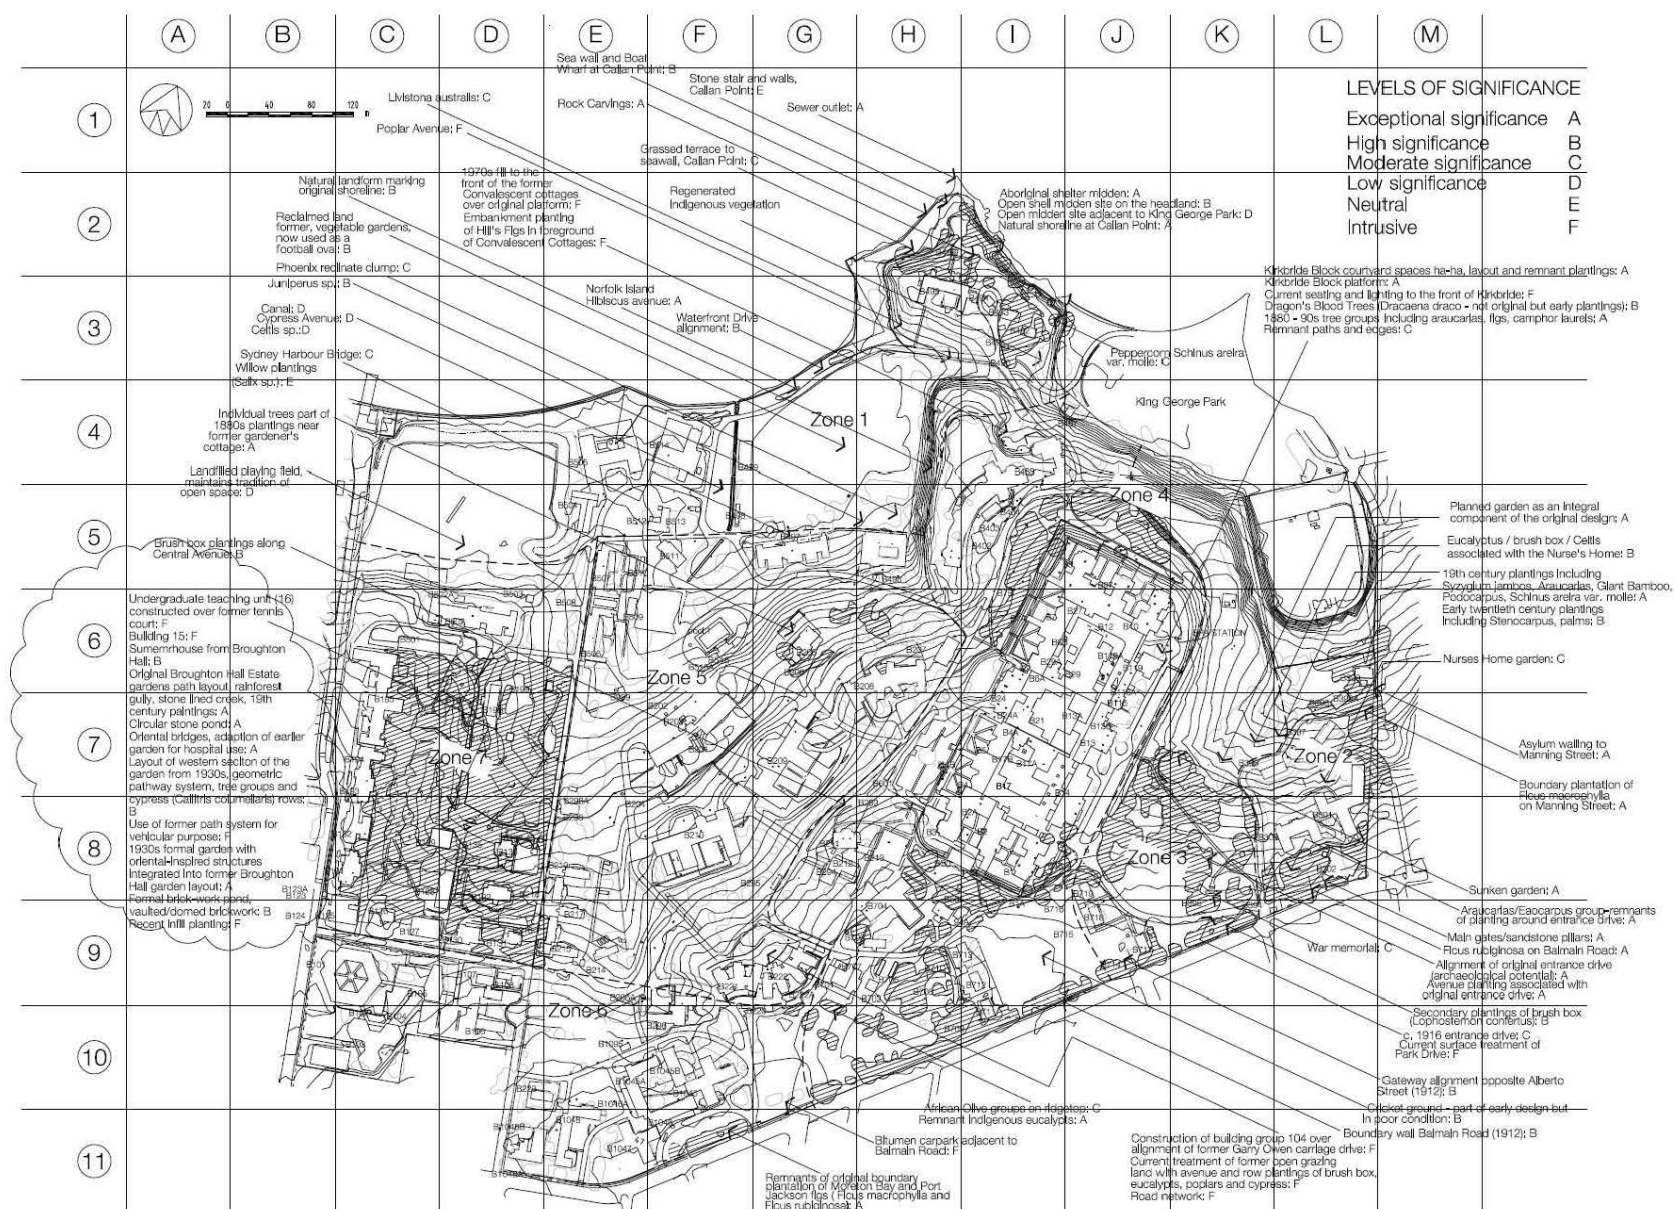 A B C D E F G H I J K L M
1
2
3
4
5
6
7
8
9
10
11
20 0 40 80 120 m
LEVELS OF SIGNIFICANCE
Exceptional significance A
High significance B
Moderate significance C
Low significance D
Neutral E
Intrusive F
Livistona australis: C
Poplar Avenue: F
Sea wall and Boat
Wharf at Callan Point: B
Rock Carvings: A
Stone stair and walls,
Callan Point: E
Sewer outlet: A
Grassed terrace to
seawall, Callan Point: C
Natural landform marking
original shoreline: B
Reclaimed land
former, vegetable gardens,
now used as a
football oval: B
1970s fill to the
front of the former
Convalescent cottages
over original platform: F
Embankment planting
of Hill's Figs in foreground
of Convalescent Cottages: F
Regenerated
Indigenous vegetation
Aboriginal shelter midden: A
Open shell midden site on the headland: B
Open midden site adjacent to King George Park: D
Natural shoreline at Callan Point: A
Phoenix reclinate clump: C
Juniperus sp.: B
Canal: D
Cypress Avenue: D
Celtis sp.:D
Sydney Harbour Bridge: C
Willow plantings
(Salix sp.): E
Norfolk Island
Hibiscus avenue: A
Waterfront Drive
alignment: B
Kirkbride Block courtyard spaces ha-ha, layout and remnant plantings: A
Kirkbride Block platform: A
Current seating and lighting to the front of Kirkbride: F
Dragon's Blood Trees (Dracaena draco - not original but early plantings): B
1880 - 90s tree groups including araucarias, figs, camphor laurels: A
Remnant paths and edges: C
Peppercorn Schinus areira
var. molle: C
King George Park
Individual trees part of
1880s plantings near
former gardener's
cottage: A
Landfilled playing field,
maintains tradition of
open space: D
Brush box plantings along
Central Avenue: B
Zone 1
Zone 4
Zone 5
Zone 7
Zone 2
Zone 3
Zone 6
Planned garden as an integral
component of the original design: A
Eucalyptus / brush box / Celtis
associated with the Nurse's Home: B
19th century plantings including
Syzygium jambos, Araucarias, Giant Bamboo,
Podocarpus, Schinus areira var. molle: A
Early twentieth century plantings
Including Stenocarpus, palms: B
Nurses Home garden: C
Asylum walling to
Manning Street: A
Boundary plantation of
Ficus macrophylla
on Manning Street: A
Undergraduate teaching unit (16)
constructed over former tennis
court: F
Building 15: F
Sumemrhouse from Broughton
Hall: B
Original Broughton Hall Estate
gardens path layout, rainforest
gully, stone lined creek, 19th
century paintings: A
Circular stone pond: A
Oriental bridges, adaption of earlier
garden for hospital use: A
Layout of western seciton of the
garden from 1930s, geometric
pathway system, tree groups and
cypress (Callitris columellaris) rows:
B
Use of former path system for
vehicular purpose: F
1930s formal garden with
oriental-inspired structures
Integrated into former Broughton
Hall garden layout: A
Formal brick-work pond,
vaulted/domed brickwork: B
Recent infill planting: F
Sunken garden: A
Araucarias/Eaocarpus group-remnants
of planting around entrance drive: A
Main gates/sandstone pillars: A
Ficus rubiginosa on Balmain Road: A
War memorial: C
Alignment of original entrance drive
(archaeological potential): A
Avenue planting associated with
original entrance drive: A
Secondary plantings of brush box
(Lophostemon confertus): B
c. 1916 entrance drive: C
Current surface treatment of
Park Drive: F
Gateway alignment opposite Alberto
Street (1912): B
Cricket ground - part of early design but
in poor condition: B
Boundary wall Balmain Road (1912): B
African Olive groups on ridgetop: C
Remnant indigenous eucalypts: A
Bitumen carpark adjacent to
Balmain Road: F
Construction of building group 104 over
alignment of former Garry Owen carriage drive: F
Current treatment of former open grazing
land with avenue and row plantings of brush box,
eucalypts, poplars and cypress: F
Road network: F
Remnants of original boundary
plantation of Moreton Bay and Port
Jackson figs ( Ficus macrophylla and
Ficus rubiginosa): A
B123A
B123
B124
B127
B513
B511
B508
B209
B210
B217
B214
B704
B718
B715
B716
B1047
B1048
B1045B